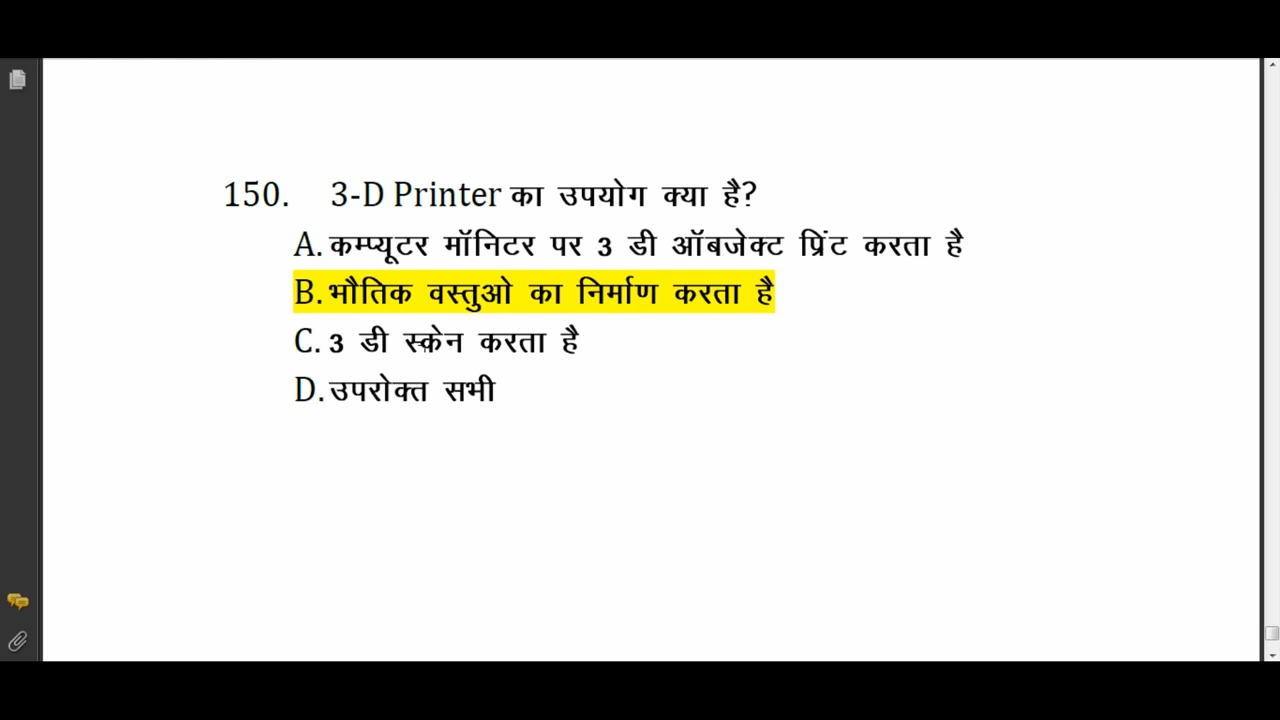 150. 3-D Printer का उपयोग क्या है?
A. कम्प्यूटर मॉनिटर पर 3 डी ऑबजेक्ट प्रिंट करता है
B. भौतिक वस्तुओ का निर्माण करता है
C. 3 डी स्केन करता है
D. उपरोक्त सभी